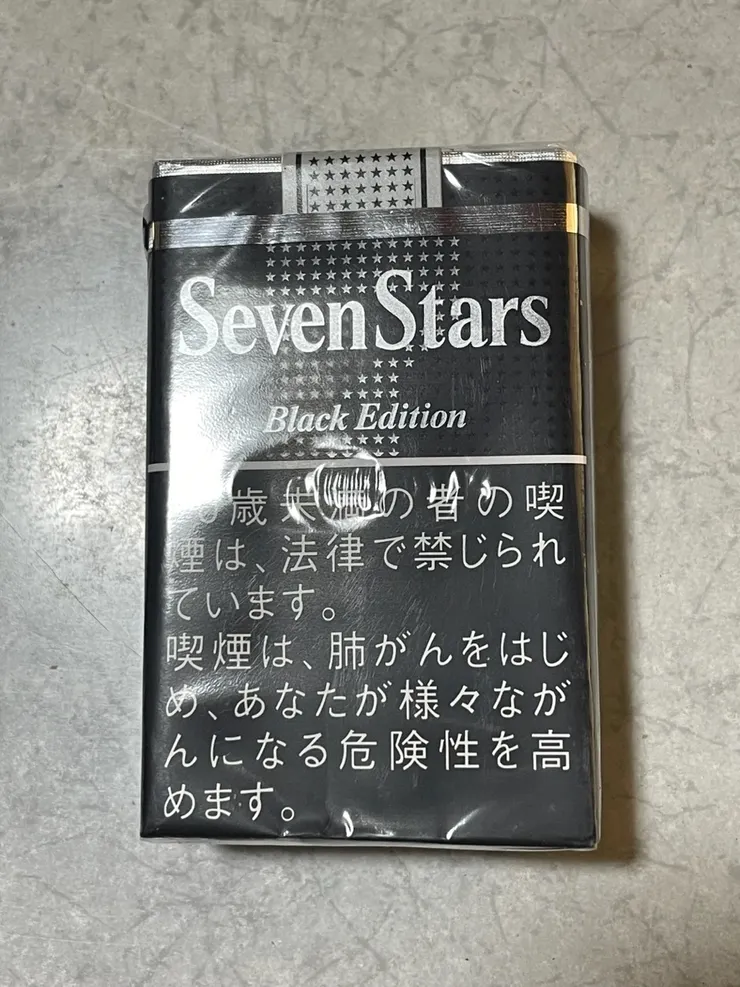 Seven Stars
Black Edition
歳未満の者の喫
煙は、法律で禁じられ
ています。
喫煙は、肺がんをはじ
め、あなたが様々なが
んになる危険性を高
めます。